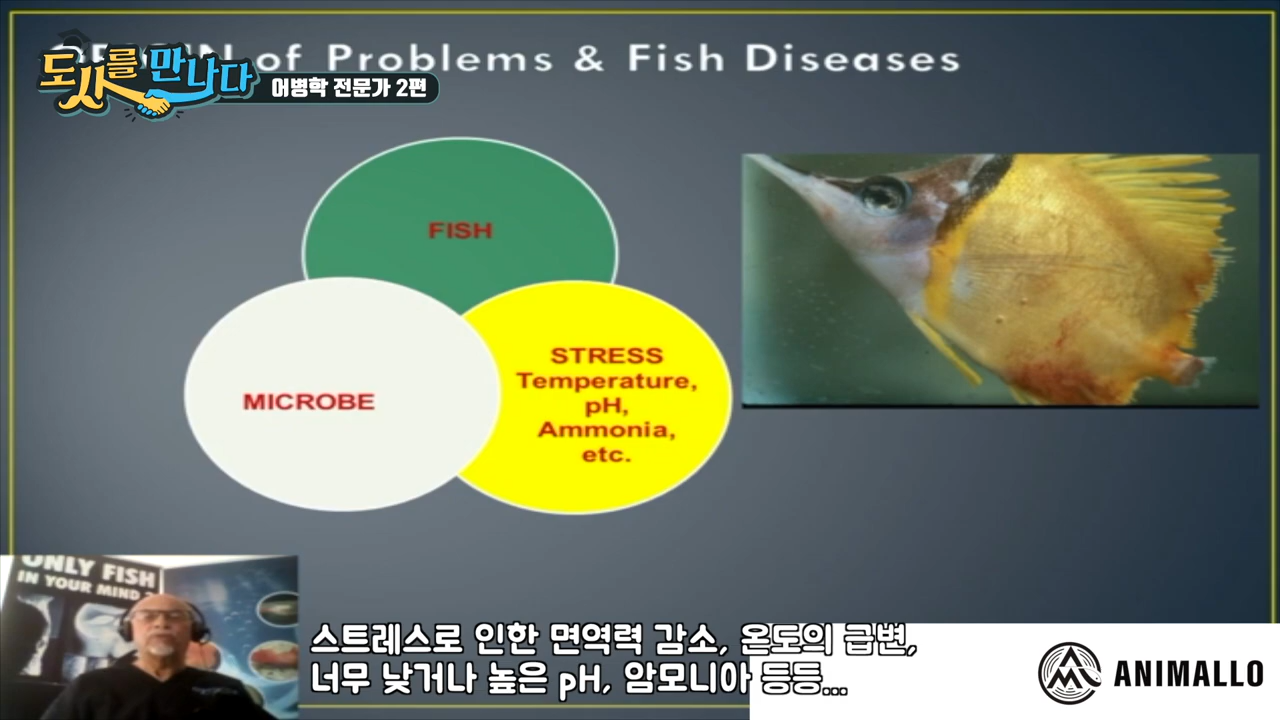 of Problems & Fish Diseases
도사를 만나다
어병학 전문가 2편
FISH
MICROBE
STRESS
Temperature,
pH,
Ammonia,
etc.
ONLY FISH
IN YOUR MIND ?
스트레스로 인한 면역력 감소, 온도의 급변,
너무 낮거나 높은 pH, 암모니아 등등...
ANIMALLO